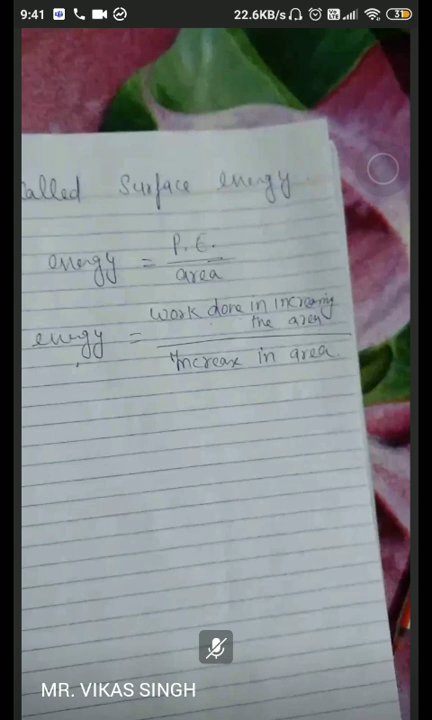 9:41
22.6KB/s
31
alled Surface energy.
energy = P.E.
area
energy = work done in increasing
the area
Increase in area.
MR. VIKAS SINGH